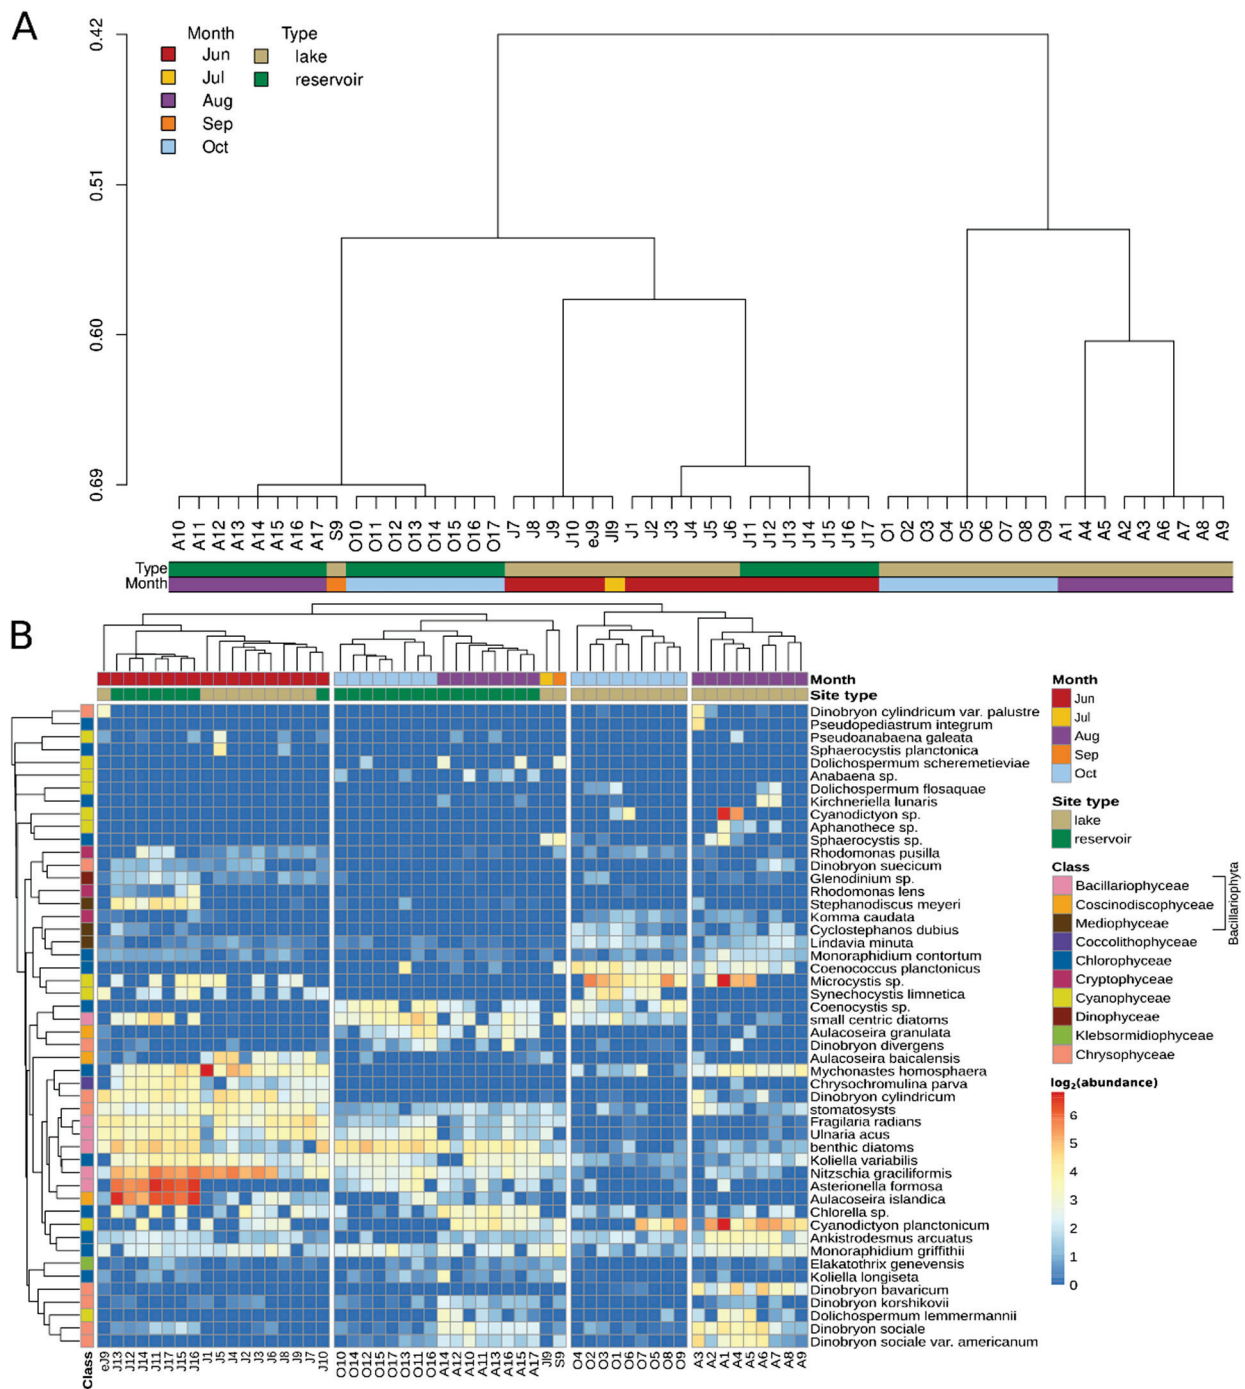 A
Month
Jun
Jul
Aug
Sep
Oct
Type
lake
reservoir
0.42
0.51
0.60
0.69
A10 A11 A12 A13 A14 A15 A16 A17 S9 O10 O11 O12 O13 O14 O15 O16 O17 J7 J8 J9 J10 eJ9 Jl9 J1 J2 J3 J4 J5 J6 J11 J12 J13 J14 J15 J16 J17 O1 O2 O3 O4 O5 O6 O7 O8 O9 A1 A4 A5 A2 A3 A6 A7 A8 A9
Type
Month
B
Month
Site type
Dinobryon cylindricum var. palustre
Pseudopediastrum integrum
Pseudoanabaena galeata
Sphaerocystis planctonica
Dolichospermum scheremetieviae
Anabaena sp.
Dolichospermum flosaquae
Kirchneriella lunaris
Cyanodictyon sp.
Aphanothece sp.
Sphaerocystis sp.
Rhodomonas pusilla
Dinobryon suecicum
Glenodinium sp.
Rhodomonas lens
Stephanodiscus meyeri
Komma caudata
Cyclostephanos dubius
Lindavia minuta
Monoraphidium contortum
Coenococcus planctonicus
Microcystis sp.
Synechocystis limnetica
Coenocystis sp.
small centric diatoms
Aulacoseira granulata
Dinobryon divergens
Aulacoseira baicalensis
Mychonastes homosphaera
Chrysochromulina parva
Dinobryon cylindricum
stomatosysts
Fragilaria radians
Ulnaria acus
benthic diatoms
Koliella variabilis
Nitzschia graciliformis
Asterionella formosa
Aulacoseira islandica
Chlorella sp.
Cyanodictyon planctonicum
Ankistrodesmus arcuatus
Monoraphidium griffithii
Elakatothrix genevensis
Koliella longiseta
Dinobryon bavaricum
Dinobryon korshikovii
Dolichospermum lemmermannii
Dinobryon sociale
Dinobryon sociale var. americanum
Class
eJ9 J13 J12 J14 J11 J17 J15 J16 J1 J5 J4 J2 J3 J6 J8 J9 J7 J10 O10 O14 O12 O15 O17 O13 O11 O16 A14 A12 A10 A11 A13 A16 A15 A17 Jl9 S9 O4 O2 O3 O1 O6 O7 O5 O8 O9 A3 A2 A1 A4 A5 A6 A7 A8 A9
Month
Jun
Jul
Aug
Sep
Oct
Site type
lake
reservoir
Class
Bacillariophyceae
Coscinodiscophyceae
Mediophyceae
Coccolithophyceae
Chlorophyceae
Cryptophyceae
Cyanophyceae
Dinophyceae
Klebsormidiophyceae
Chrysophyceae
Bacillariophyta
log₂(abundance)
6
5
4
3
2
1
0